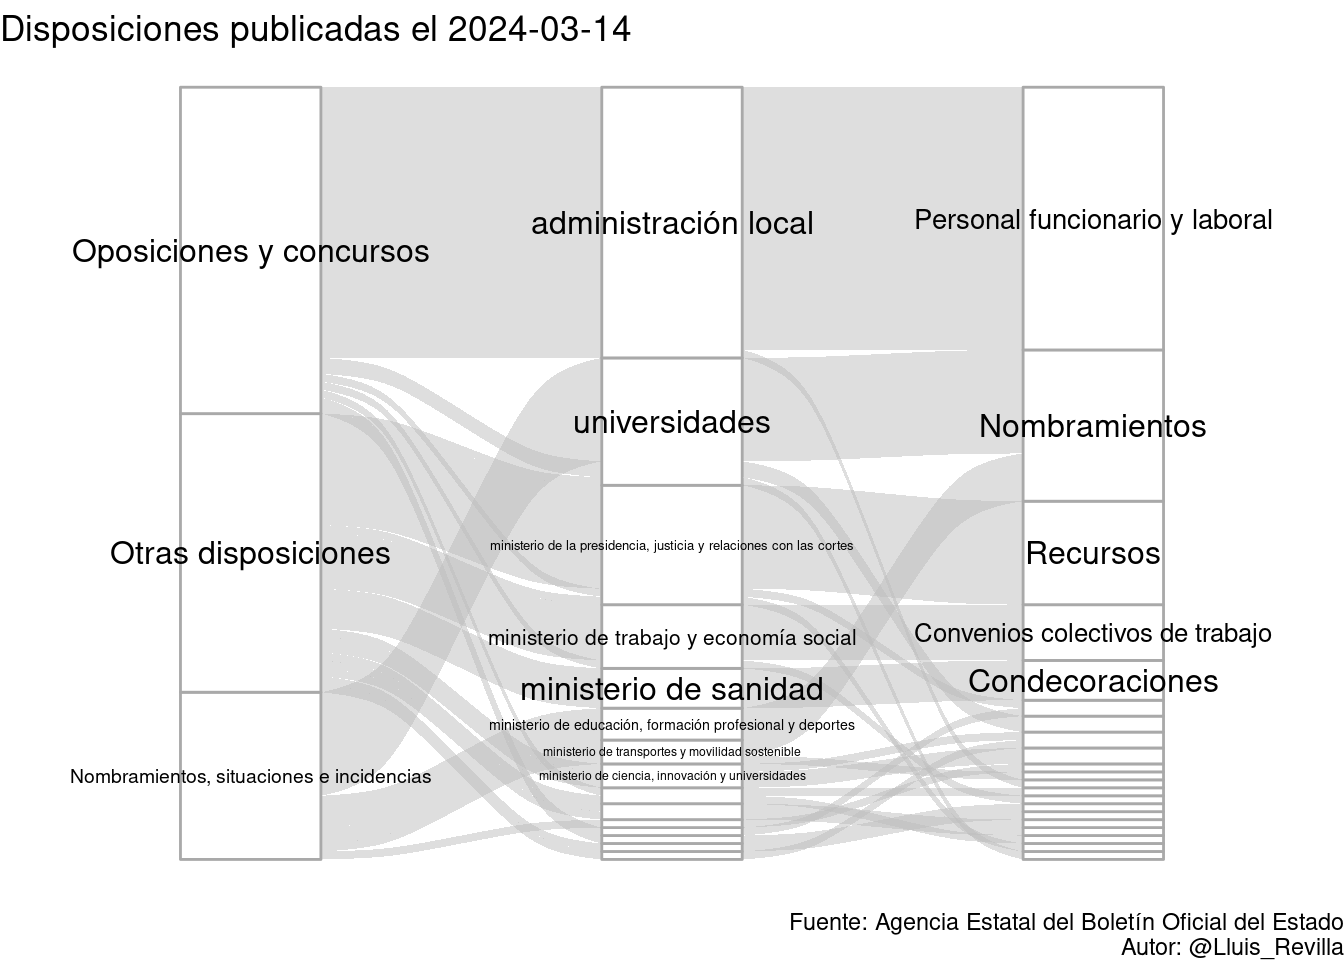 Disposiciones publicadas el 2024-03-14
Oposiciones y concursos
Otras disposiciones
Nombramientos, situaciones e incidencias
administración local
universidades
ministerio de la presidencia, justicia y relaciones con las cortes
ministerio de trabajo y economía social
ministerio de sanidad
ministerio de educación, formación profesional y deportes
ministerio de transportes y movilidad sostenible
ministerio de ciencia, innovación y universidades
Personal funcionario y laboral
Nombramientos
Recursos
Convenios colectivos de trabajo
Condecoraciones
Fuente: Agencia Estatal del Boletín Oficial del Estado
Autor: @Lluis_Revilla